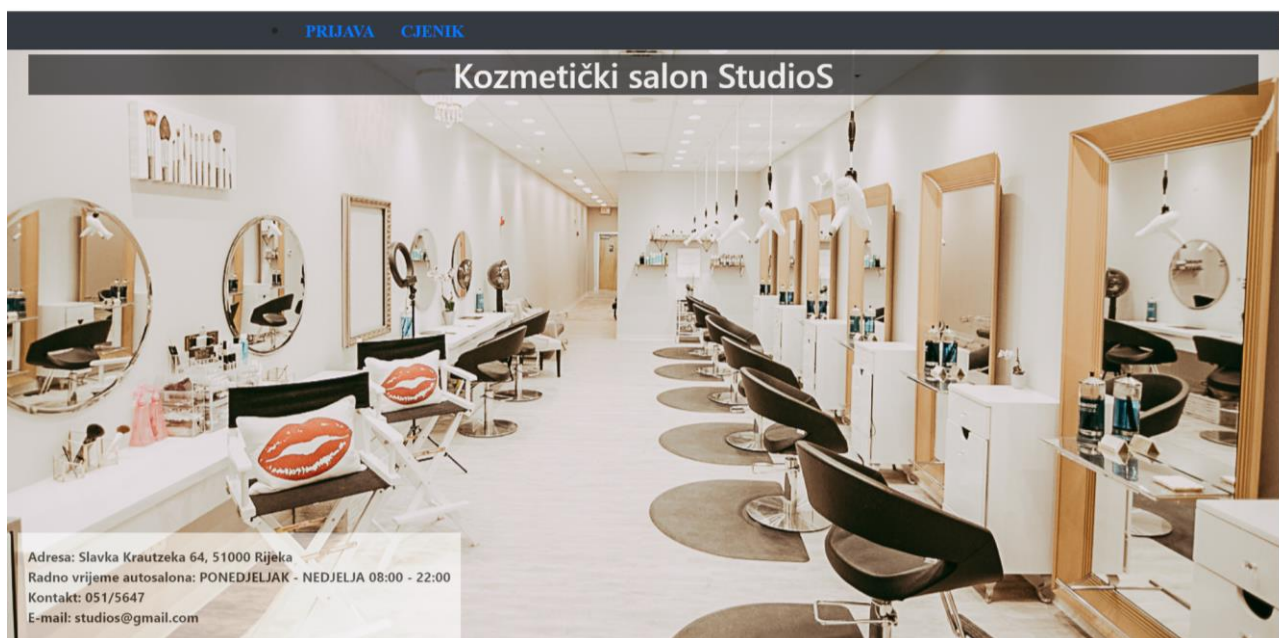 PRIJAVA CJENIK
Kozmetički salon StudioS
Adresa: Slavka Krautzeka 64, 51000 Rijeka
Radno vrijeme autosalona: PONEDJELJAK - NEDJELJA 08:00 - 22:00
Kontakt: 051/5647
E-mail: studios@gmail.com